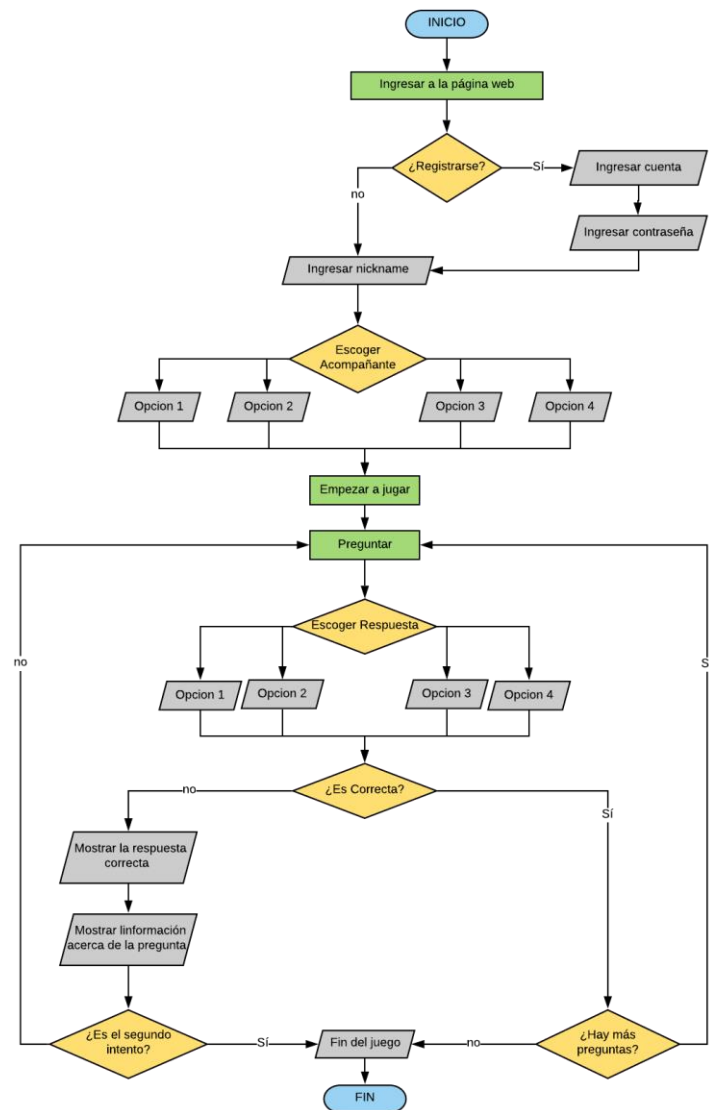 INICIO
Ingresar a la página web
¿Registrarse?
Sí
Ingresar cuenta
no
Ingresar contraseña
Ingresar nickname
Escoger
Acompañante
Opcion 1
Opcion 2
Opcion 3
Opcion 4
Empezar a jugar
Preguntar
Escoger Respuesta
no
S
Opcion 1
Opcion 2
Opcion 3
Opcion 4
¿Es Correcta?
no
Sí
Mostrar la respuesta
correcta
Mostrar linformación
acerca de la pregunta
¿Es el segundo
intento?
Sí
Fin del juego
no
¿Hay más
preguntas?
FIN